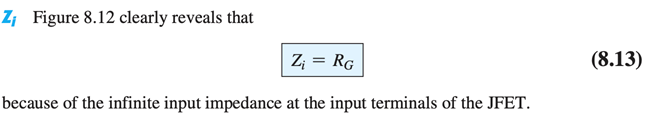 Zi Figure 8.12 clearly reveals that
Zi = RG
(8.13)
because of the infinite input impedance at the input terminals of the JFET.